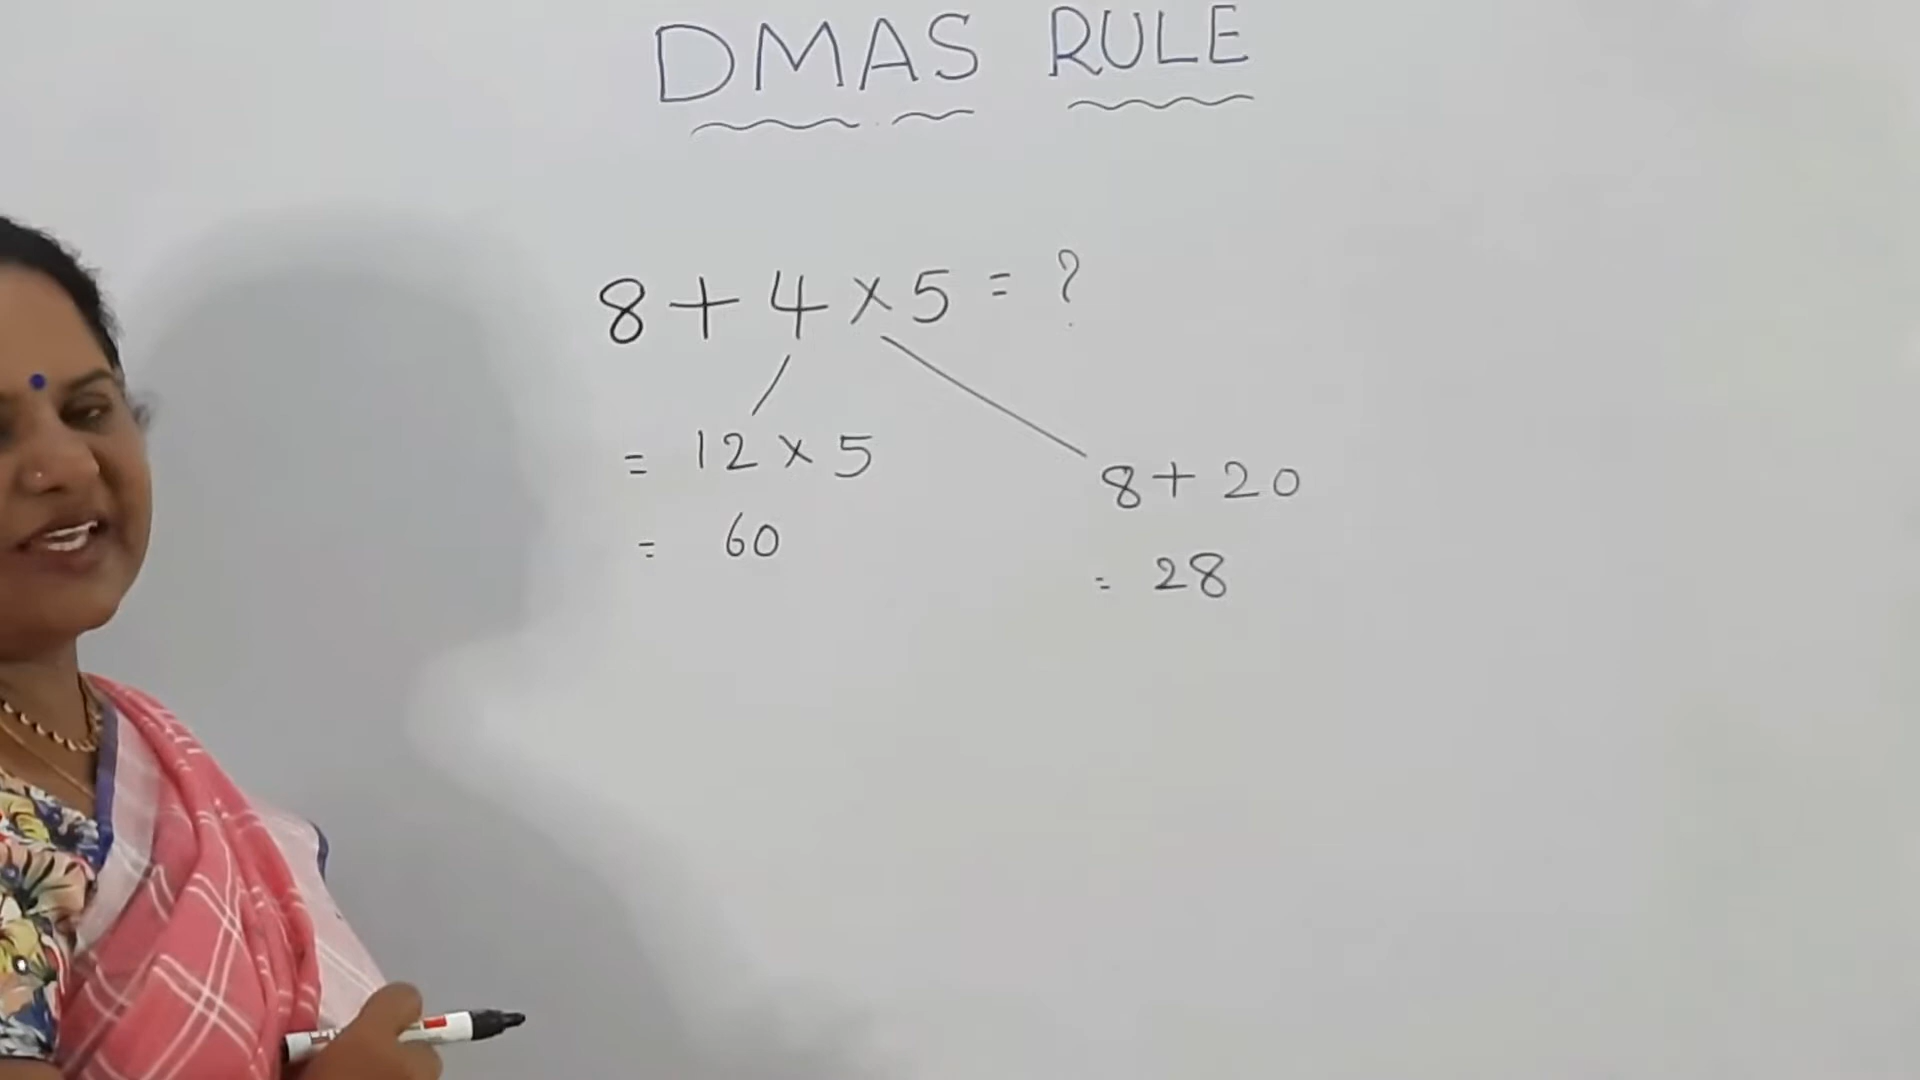 DMAS RULE
8 + 4 × 5 = ?
= 12 × 5
= 60
8 + 20
= 28